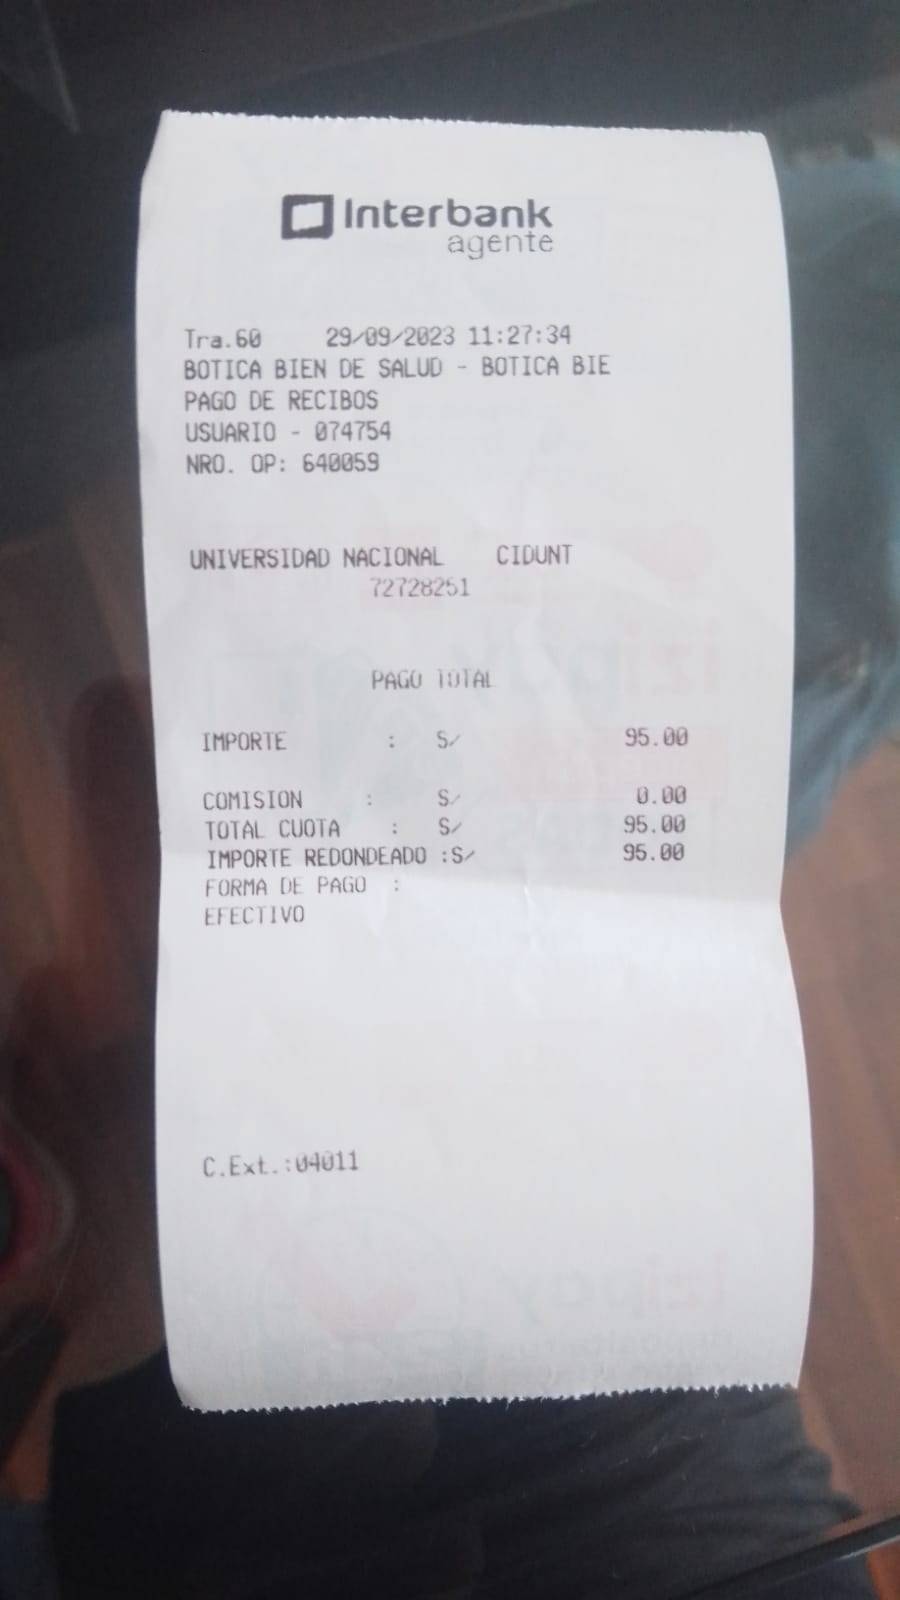 Interbank
agente
Tra.60 29/09/2023 11:27:34
BOTICA BIEN DE SALUD - BOTICA BIE
PAGO DE RECIBOS
USUARIO - 074754
NRO. OP: 640059
UNIVERSIDAD NACIONAL CIDUNT
72728251
PAGO TOTAL
IMPORTE : S/ 95.00
COMISION : S/ 0.00
TOTAL CUOTA : S/ 95.00
IMPORTE REDONDEADO :S/ 95.00
FORMA DE PAGO :
EFECTIVO
C.Ext.:04011
izipay
izipay